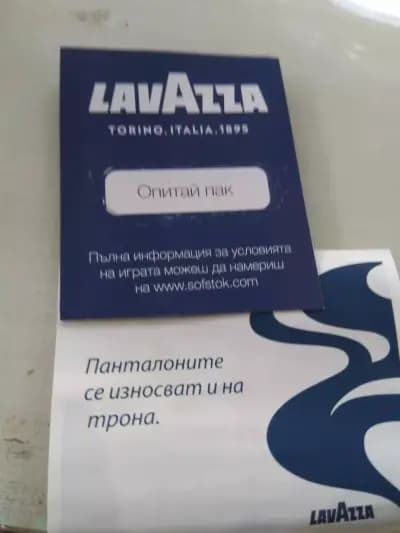 LAVAZZA
TORINO, ITALIA, 1895
Опитай пак
Пълна информация за условията
на играта можеш да намериш
на www.sofstok.com
Панталоните
се износват и на
трона.
LAVAZZA